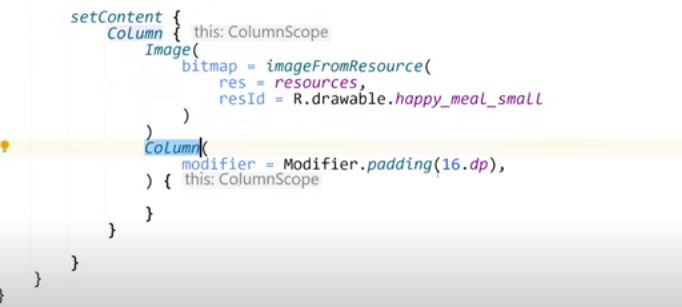 setContent {
Column { this: ColumnScope
Image(
bitmap = imageFromResource(
res = resources,
resId = R.drawable.happy_meal_small
)
)
Column(
modifier = Modifier.padding(16.dp),
) { this: ColumnScope
}
}
}
}
}